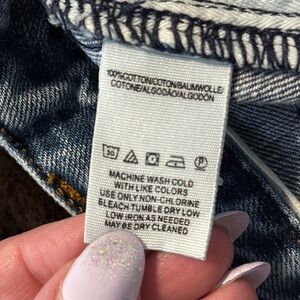 100%COTTON/COTON/BAUMWOLLE/
COTONE/ALGODÃO/ALGODÓN
30
P
MACHINE WASH COLD
WITH LIKE COLORS
USE ONLY NON-CHLORINE
BLEACH TUMBLE DRY LOW
LOW IRON AS NEEDED
MAY BE DRY CLEANED